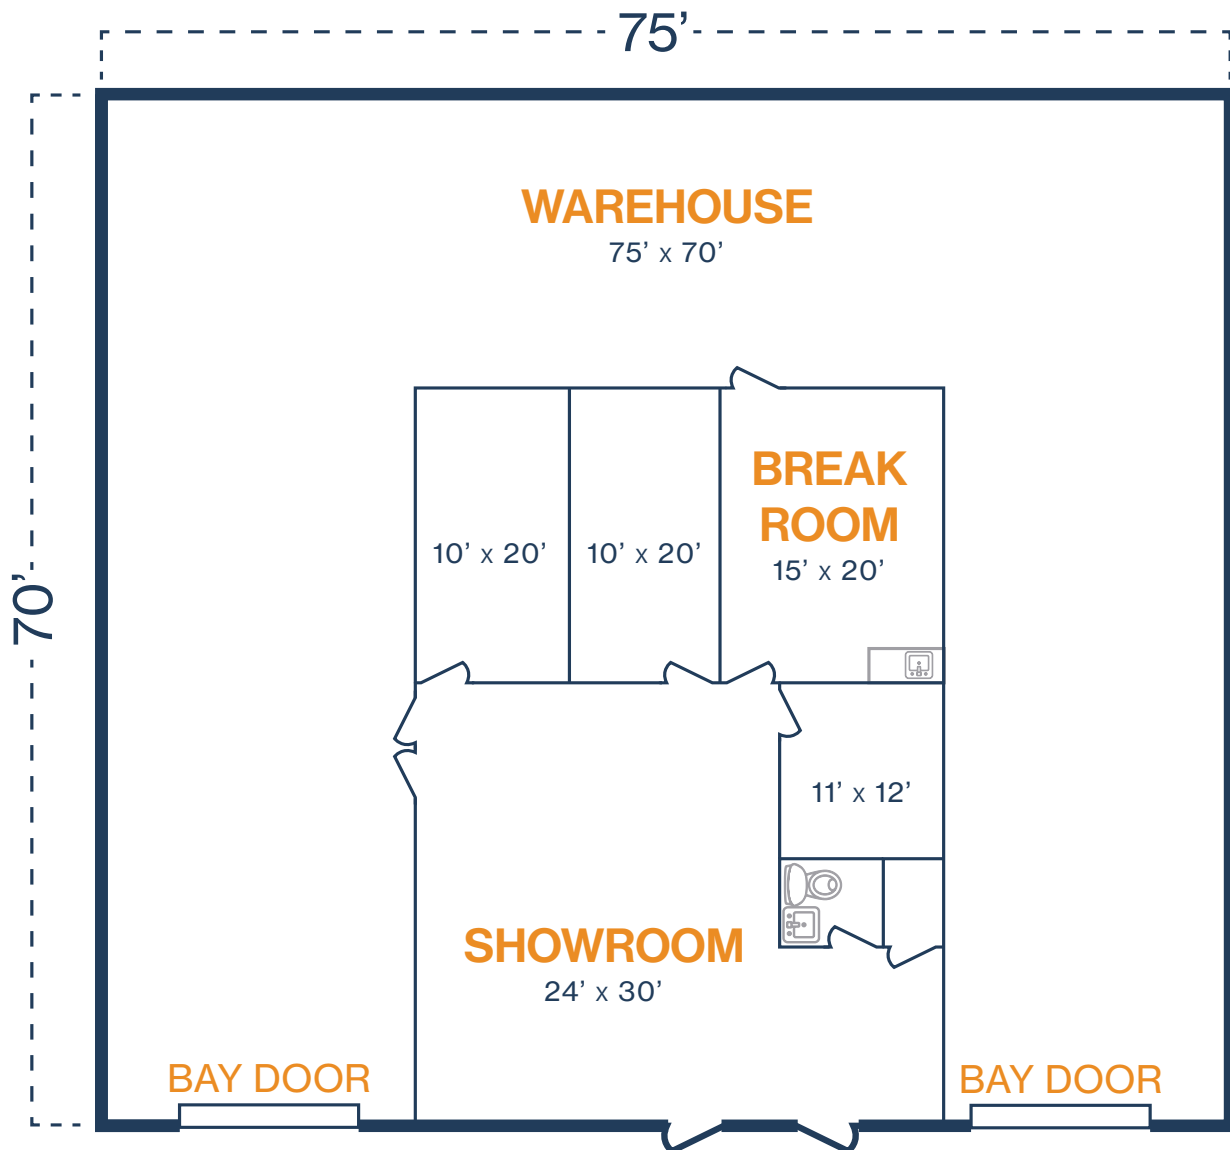 75’
WAREHOUSE
75’ x 70’
70’
BREAK
ROOM
15’ x 20’
10’ x 20’
10’ x 20’
11’ x 12’
SHOWROOM
24’ x 30’
BAY DOOR
BAY DOOR